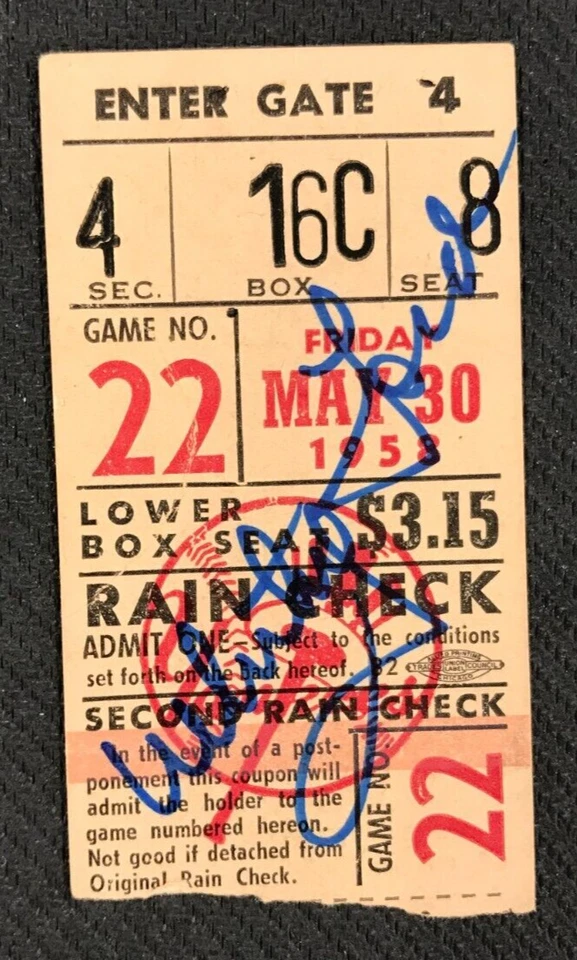 ENTER GATE 4
4 16C 8
SEC. BOX SEAT
GAME NO. FRIDAY
22 MAY 30
1958
LOWER
BOX SEAT $3.15
RAIN CHECK
ADMIT ONE—Subject to the conditions
set forth on the back hereof. 82
SECOND RAIN CHECK
In the event of a post-
ponement this coupon will
admit the holder to the
game numbered hereon.
Not good if detached from
Original Rain Check.
GAME NO. 22